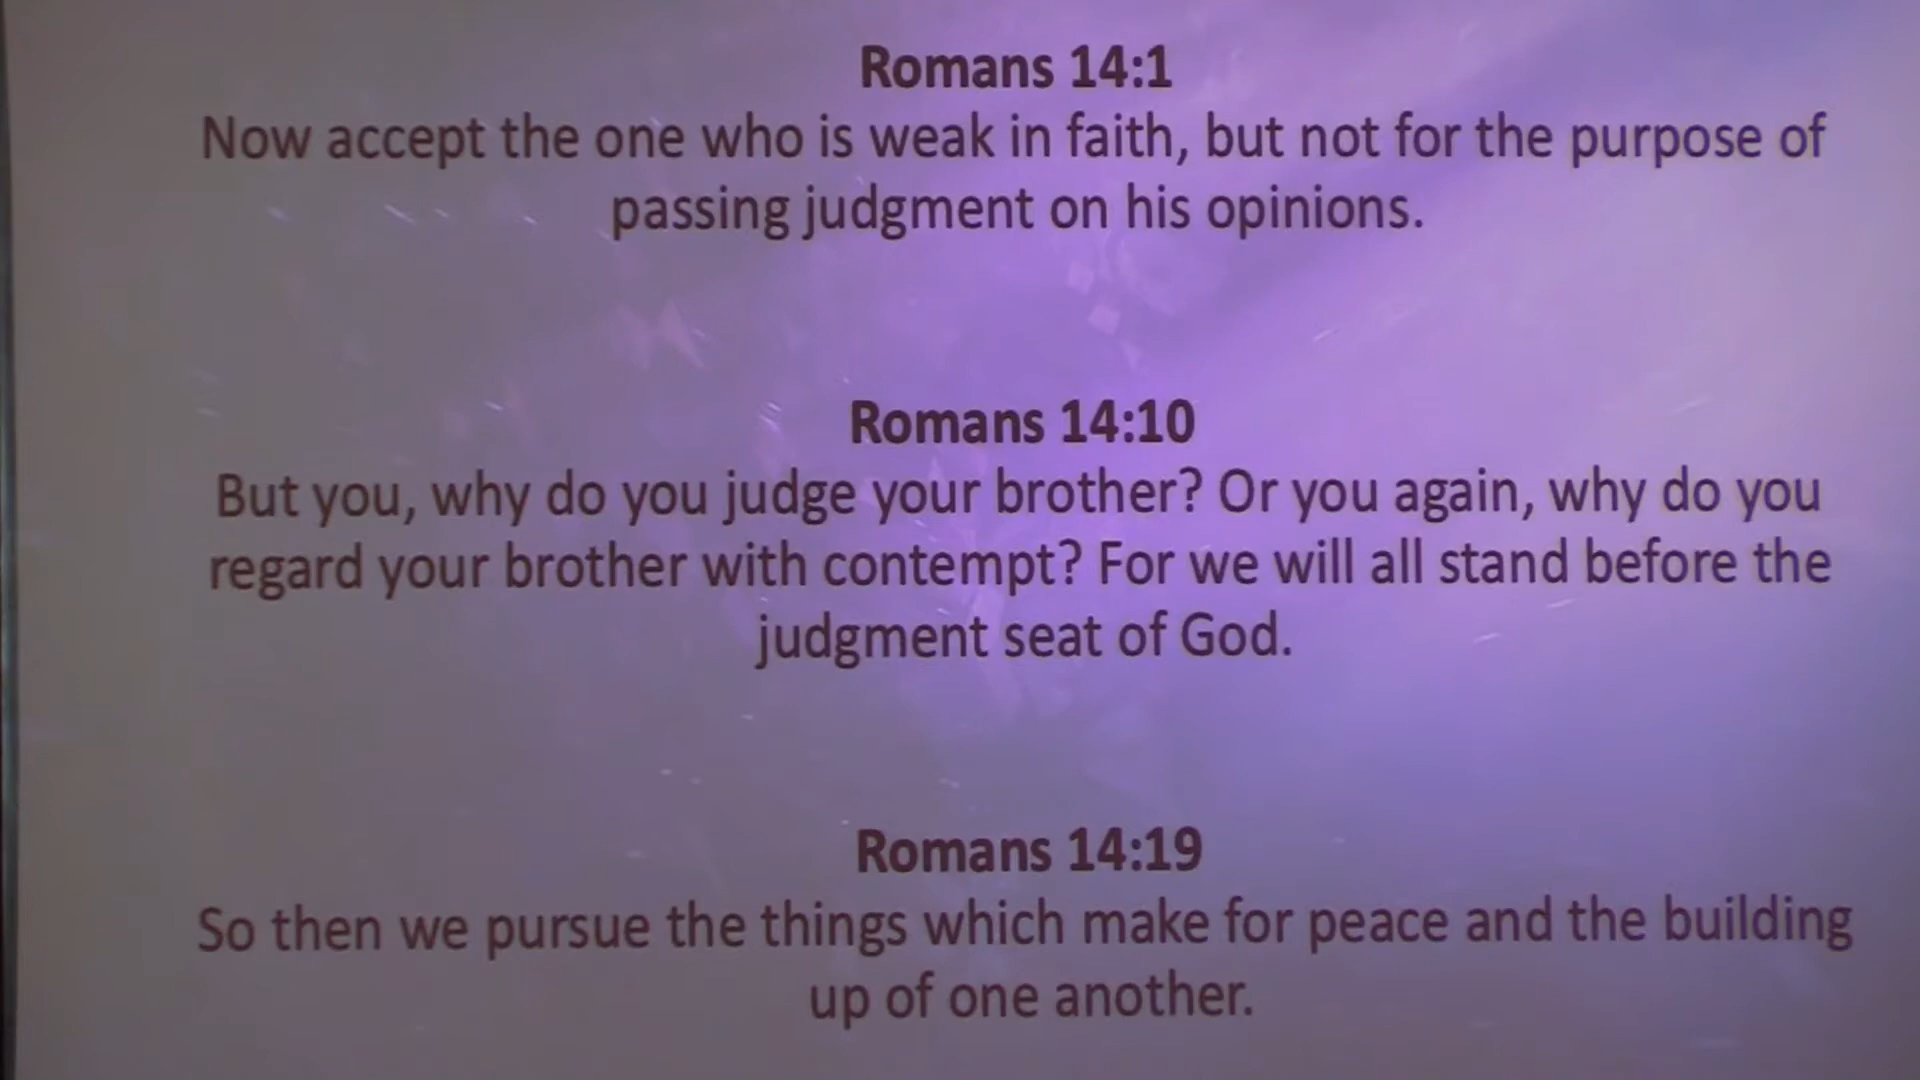 Romans 14:1
Now accept the one who is weak in faith, but not for the purpose of
passing judgment on his opinions.
Romans 14:10
But you, why do you judge your brother? Or you again, why do you
regard your brother with contempt? For we will all stand before the
judgment seat of God.
Romans 14:19
So then we pursue the things which make for peace and the building
up of one another.